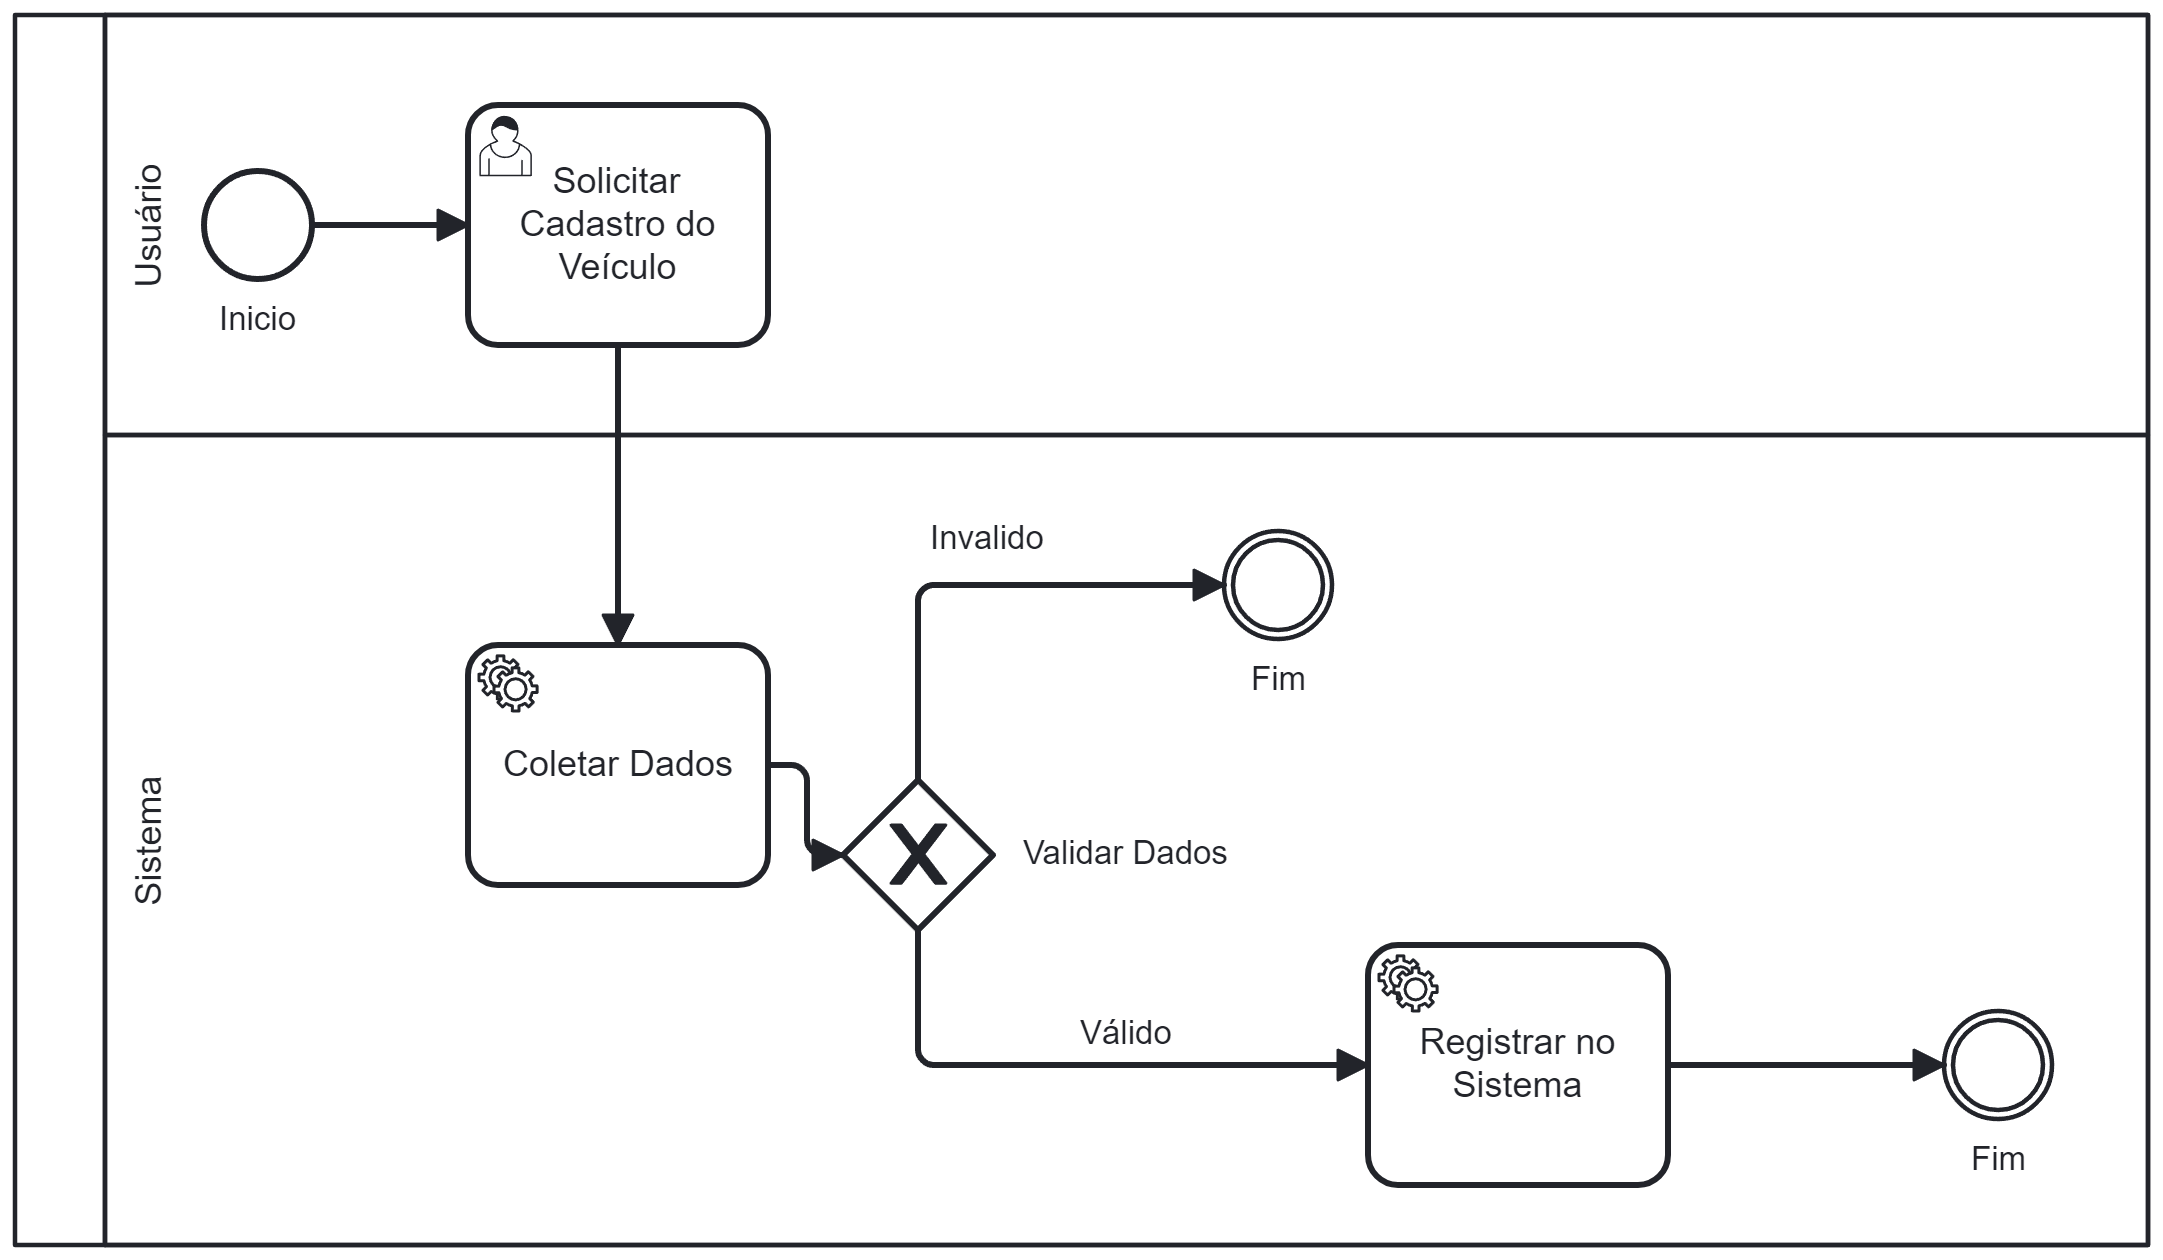 Usuário
Inicio
Solicitar
Cadastro do
Veículo
Sistema
Coletar Dados
Invalido
Fim
Validar Dados
Válido
Registrar no
Sistema
Fim